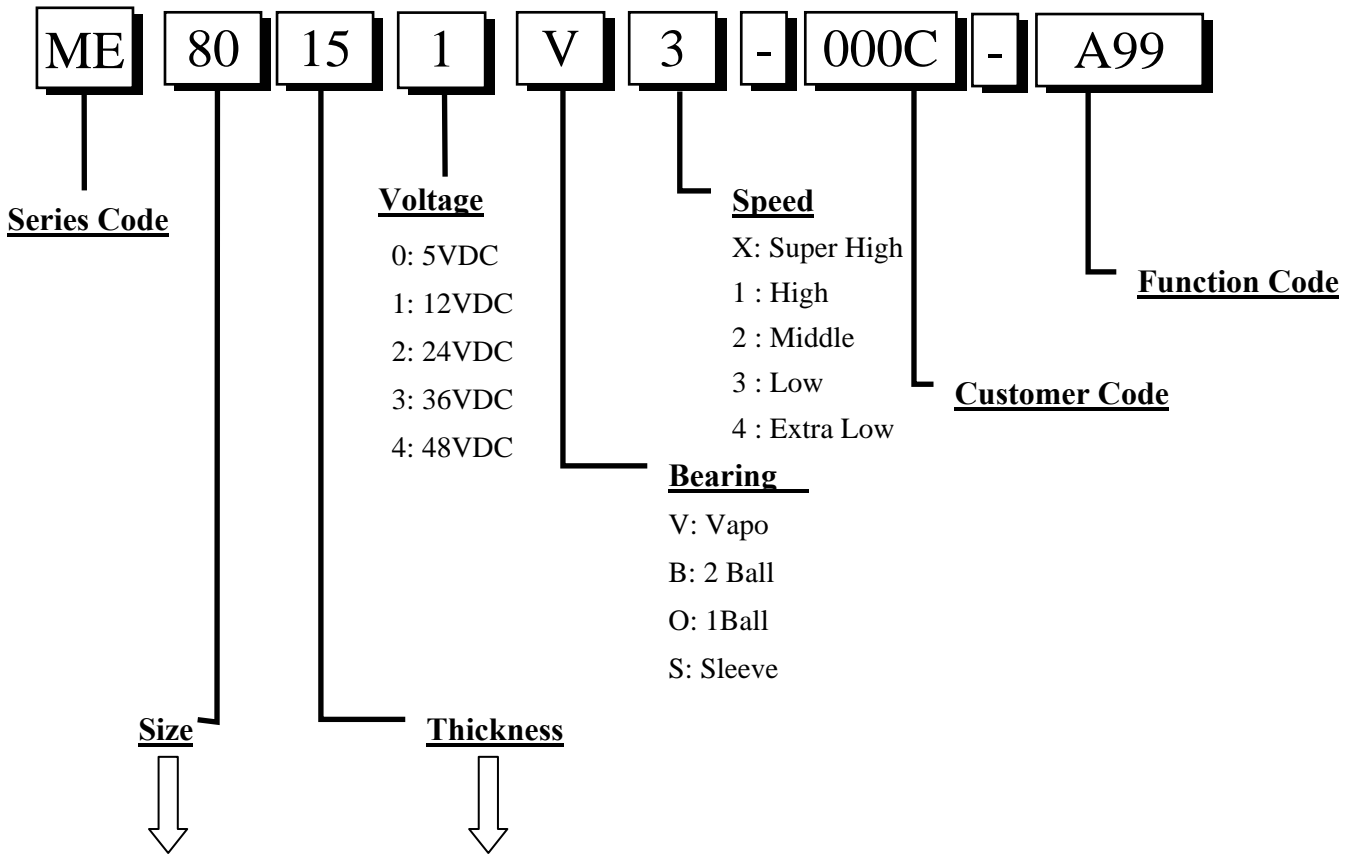 ME 80 15 1 V 3 - 000C - A99
Series Code
Voltage
0: 5VDC
1: 12VDC
2: 24VDC
3: 36VDC
4: 48VDC
Speed
X: Super High
1 : High
2 : Middle
3 : Low
4 : Extra Low
Function Code
Customer Code
Bearing
V: Vapo
B: 2 Ball
O: 1Ball
S: Sleeve
Size
Thickness